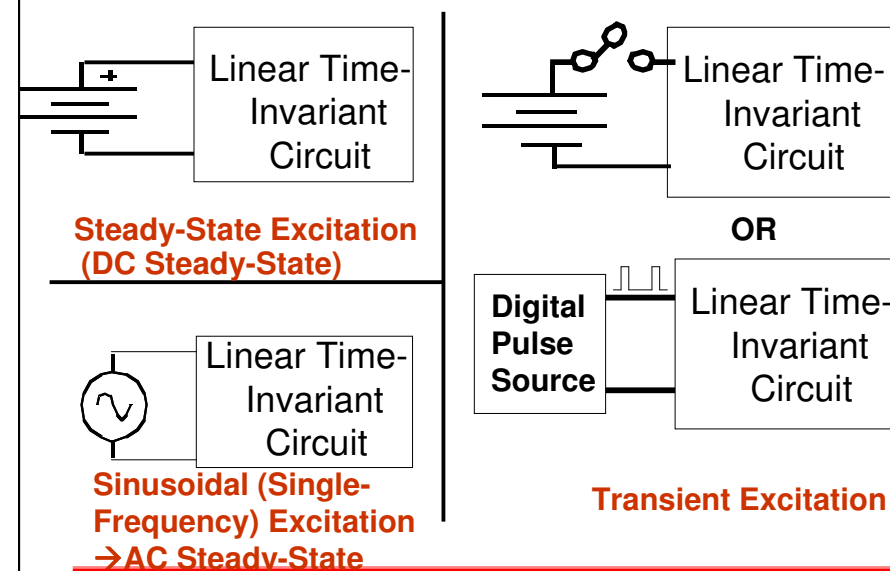 +
Linear Time-
Invariant
Circuit
Steady-State Excitation
(DC Steady-State)
Linear Time-
Invariant
Circuit
Sinusoidal (Single-
Frequency) Excitation
→AC Steady-State
Linear Time-
Invariant
Circuit
OR
Digital
Pulse
Source
Linear Time-
Invariant
Circuit
Transient Excitation